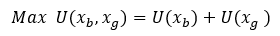 Max U(x_b, x_g) = U(x_b) + U(x_g )